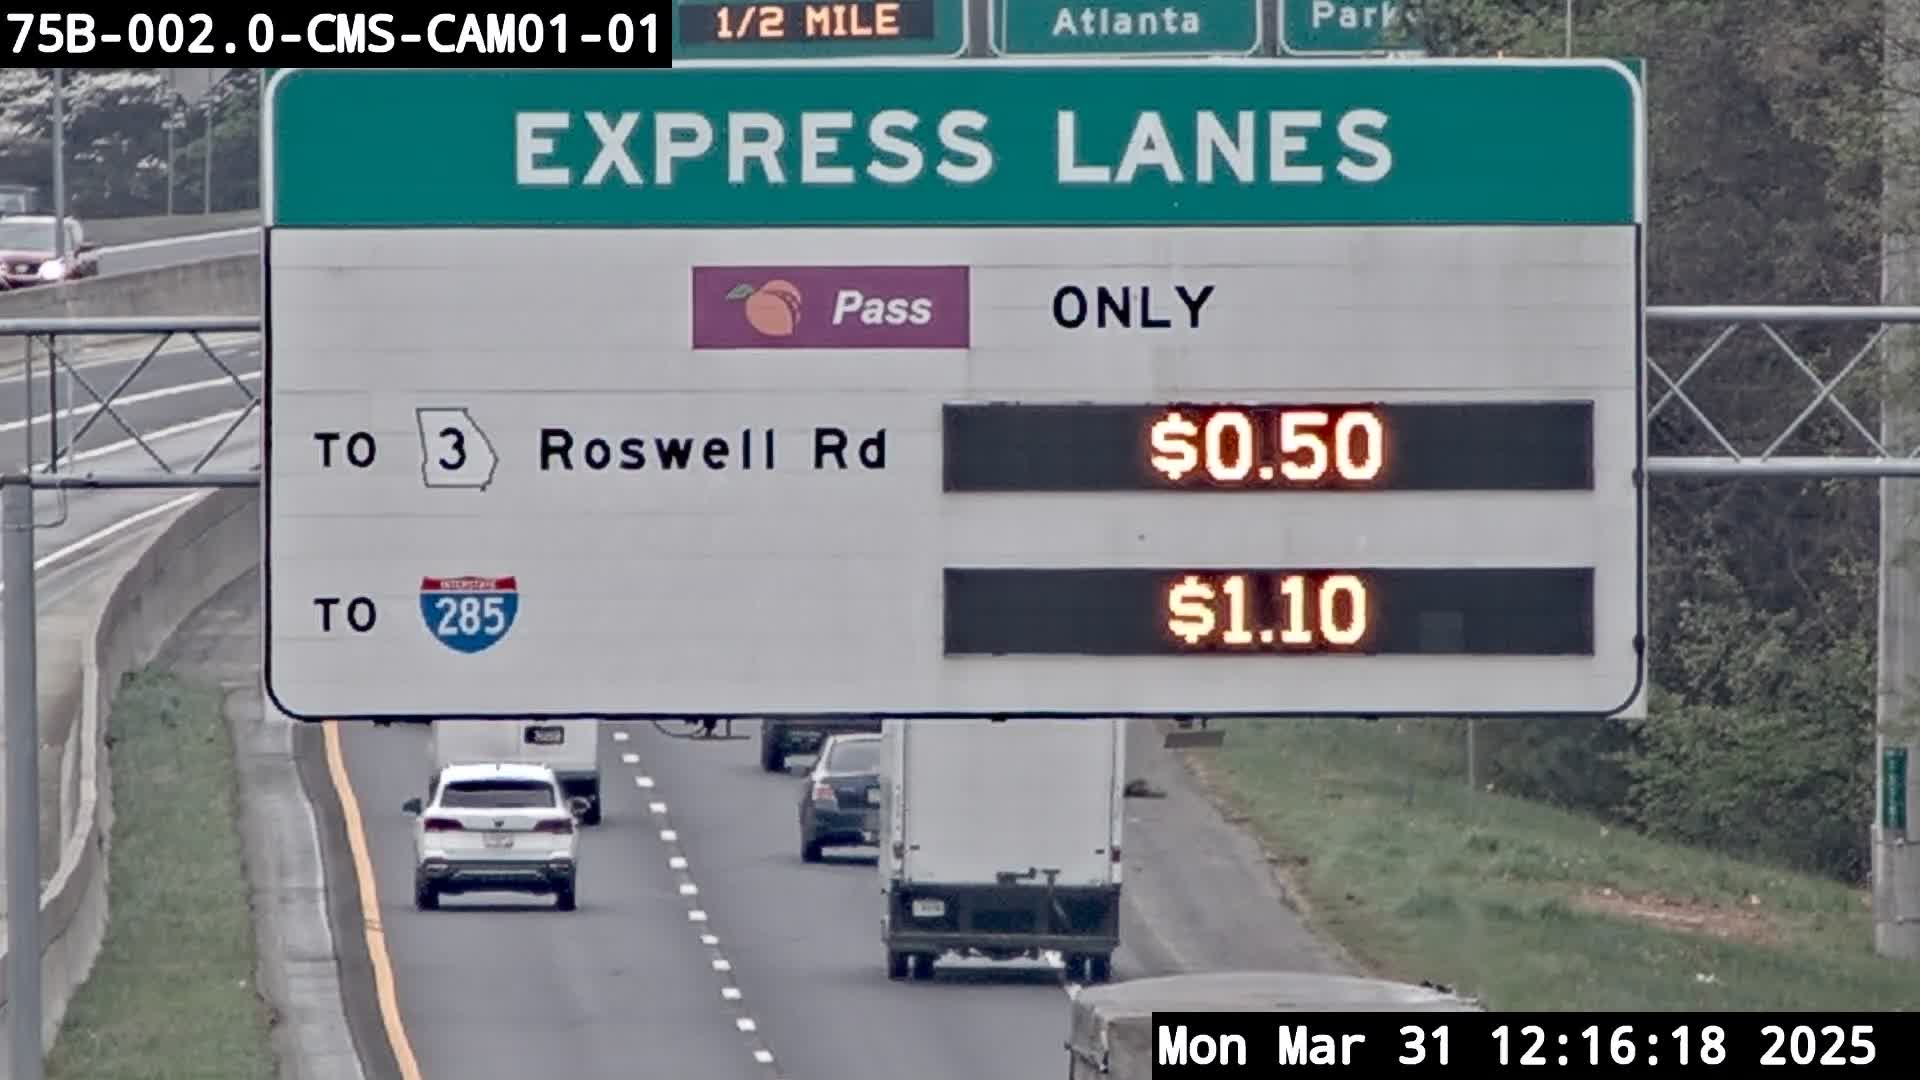 75B-002.0-CMS-CAM01-01
1/2 MILE
Atlanta
Park
EXPRESS LANES
Pass ONLY
TO 3 Roswell Rd $0.50
TO INTERSTATE 285 $1.10
Mon Mar 31 12:16:18 2025